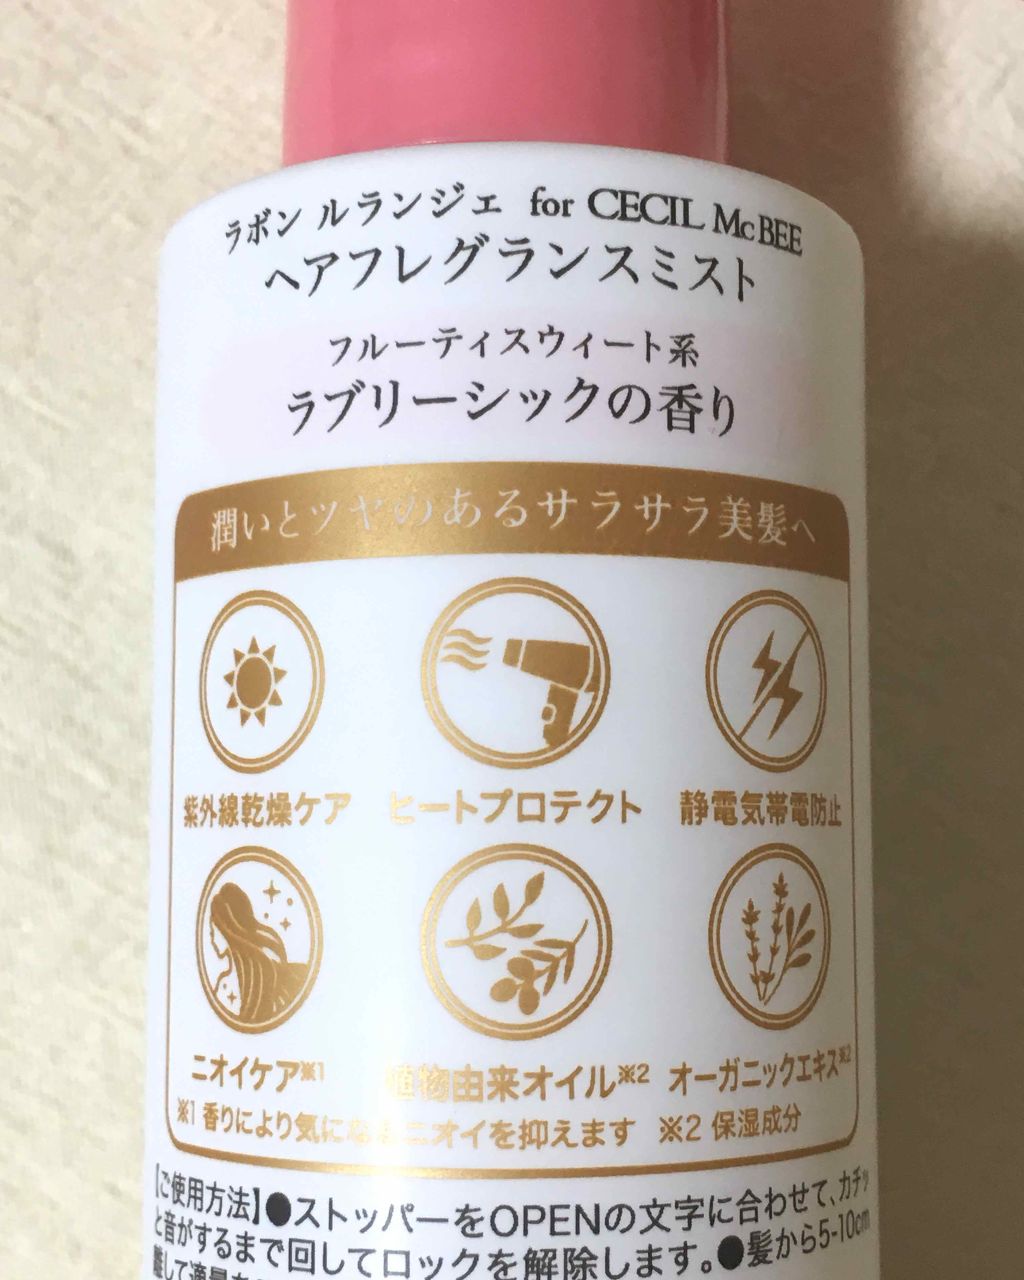 ラボン ルランジェ for CECIL McBEE
ヘアフレグランスミスト
フルーティスウィート系
ラブリーシックの香り
潤いとツヤのあるサラサラ美髪へ
紫外線乾燥ケア ヒートプロテクト 静電気帯電防止
ニオイケア※1 植物由来オイル※2 オーガニックエキス※2
※1 香りにより気になるニオイを抑えます ※2 保湿成分
【ご使用方法】●ストッパーをOPENの文字に合わせて、カチッ
と音がするまで回してロックを解除します。●髪から5-10cm
離して適量を